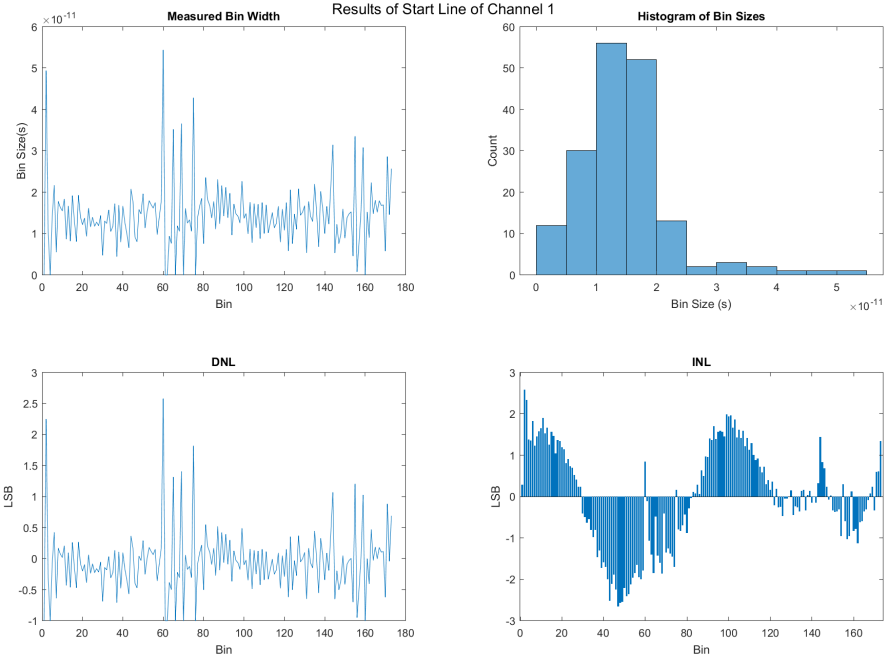 Results of Start Line of Channel 1
×10-11
Measured Bin Width
6
5
4
3
2
1
0
Bin Size(s)
0 20 40 60 80 100 120 140 160 180
Bin
Histogram of Bin Sizes
60
50
40
30
20
10
0
Count
0 1 2 3 4 5
Bin Size (s)
×10-11
DNL
3
2.5
2
1.5
1
0.5
0
-0.5
-1
LSB
0 20 40 60 80 100 120 140 160 180
Bin
INL
3
2
1
0
-1
-2
-3
LSB
0 20 40 60 80 100 120 140 160
Bin